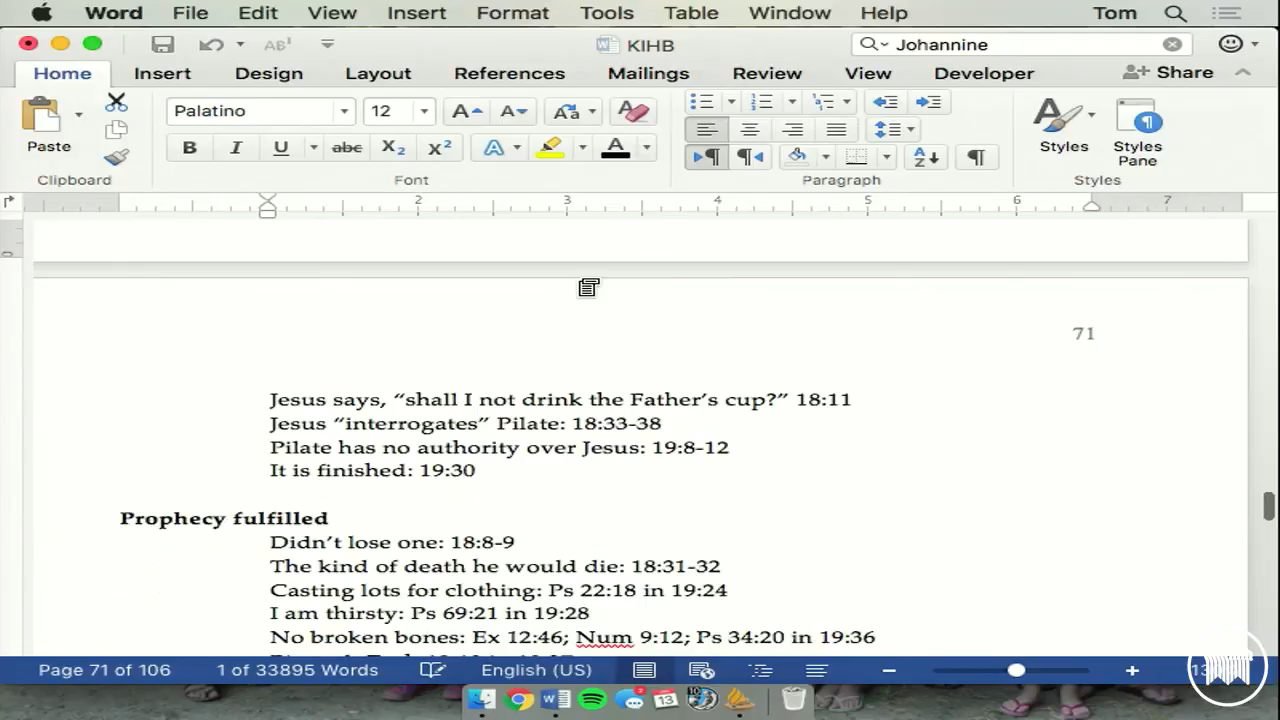 Word File Edit View Insert Format Tools Table Window Help Tom
KIHB Johannine
Home Insert Design Layout References Mailings Review View Developer Share
Palatino 12
Paste
Styles Styles Pane
Clipboard Font Paragraph Styles
2 3 4 5 6 7
71
Jesus says, “shall I not drink the Father’s cup?” 18:11
Jesus “interrogates” Pilate: 18:33-38
Pilate has no authority over Jesus: 19:8-12
It is finished: 19:30
Prophecy fulfilled
Didn’t lose one: 18:8-9
The kind of death he would die: 18:31-32
Casting lots for clothing: Ps 22:18 in 19:24
I am thirsty: Ps 69:21 in 19:28
No broken bones: Ex 12:46; Num 9:12; Ps 34:20 in 19:36
Page 71 of 106 1 of 33895 Words English (US)